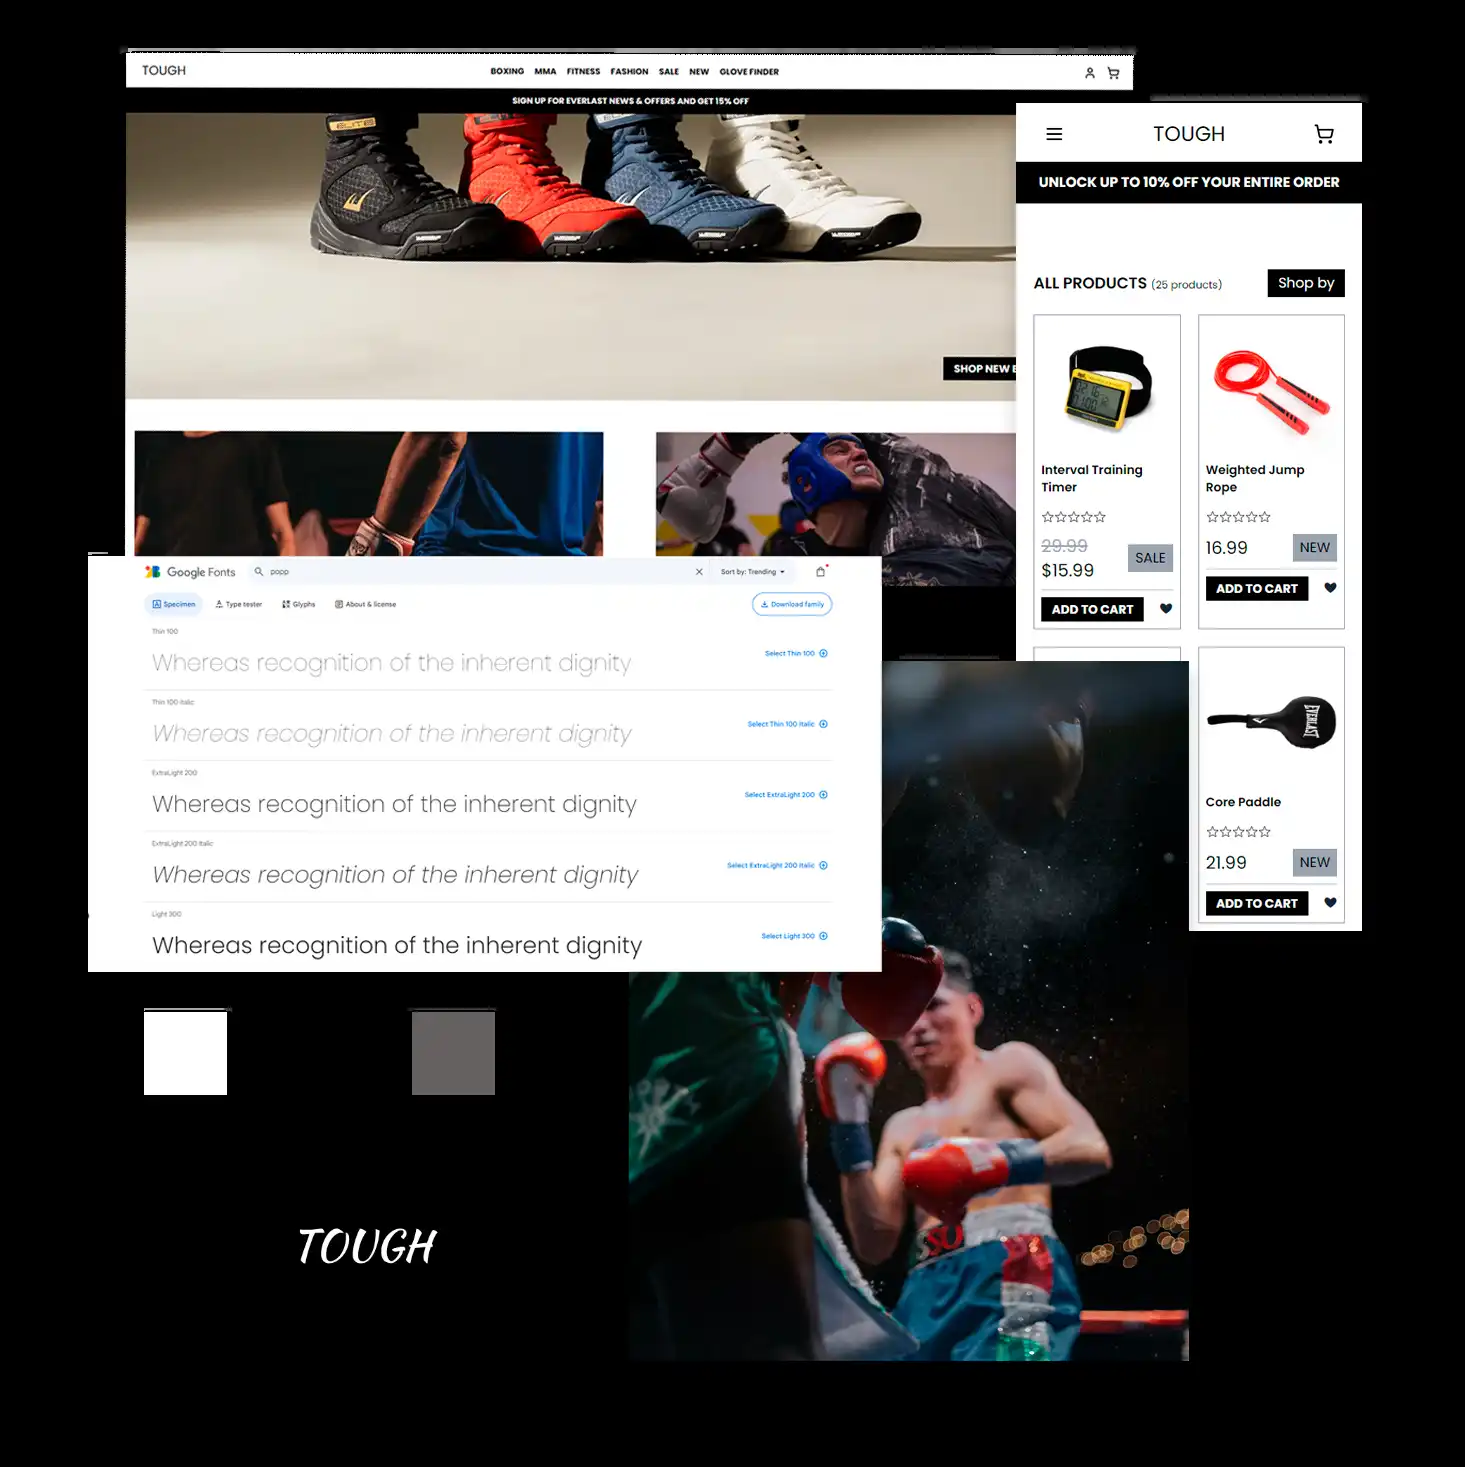 TOUGH
BOXING MMA FITNESS FASHION SALE NEW GLOVE FINDER
SIGN UP FOR EVERLAST NEWS & OFFERS AND GET 15% OFF
ELITE
SHOP NEW
TOUGH
UNLOCK UP TO 10% OFF YOUR ENTIRE ORDER
ALL PRODUCTS (25 products)
Shop by
Interval Training
Timer
29.99
$15.99
SALE
ADD TO CART
Weighted Jump
Rope
16.99
NEW
ADD TO CART
EVERLAST
Core Paddle
21.99
NEW
ADD TO CART
Google Fonts
popp
Sort by: Trending
Specimen
Type tester
Glyphs
About & license
Download family
Thin 100
Whereas recognition of the inherent dignity
Select Thin 100
Thin 100 Italic
Whereas recognition of the inherent dignity
Select Thin 100 Italic
ExtraLight 200
Whereas recognition of the inherent dignity
Select ExtraLight 200
ExtraLight 200 Italic
Whereas recognition of the inherent dignity
Select ExtraLight 200 Italic
Light 300
Whereas recognition of the inherent dignity
Select Light 300
TOUGH